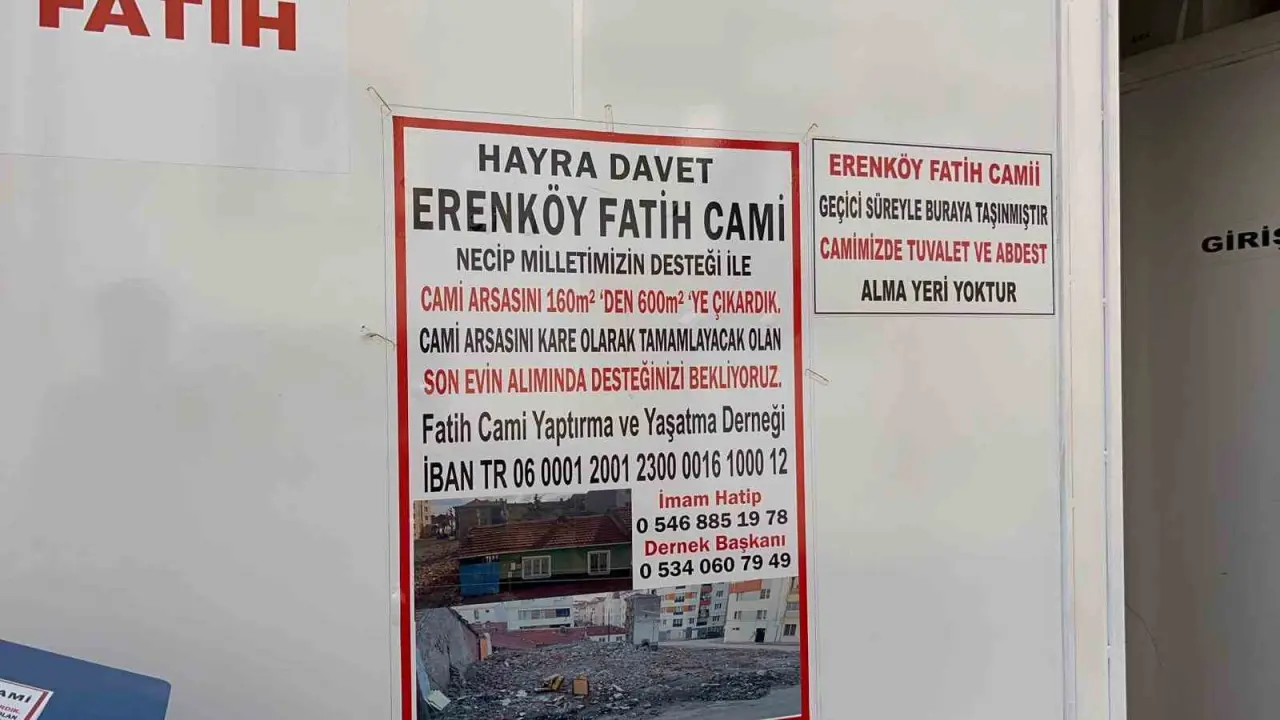 FATİH
HAYRA DAVET
ERENKÖY FATİH CAMİ
NECİP MİLLETİMİZİN DESTEĞİ İLE
CAMİ ARSASINI 160m² ‘DEN 600m² ‘YE ÇIKARDIK.
CAMİ ARSASINI KARE OLARAK TAMAMLAYACAK OLAN
SON EVİN ALIMINDA DESTEĞİNİZİ BEKLİYORUZ.
Fatih Cami Yaptırma ve Yaşatma Derneği
İBAN TR 06 0001 2001 2300 0016 1000 12
İmam Hatip
0 546 885 19 78
Dernek Başkanı
0 534 060 79 49
ERENKÖY FATİH CAMİİ
GEÇİCİ SÜREYLE BURAYA TAŞINMIŞTIR
CAMİMİZDE TUVALET VE ABDEST
ALMA YERİ YOKTUR
GİRİŞ